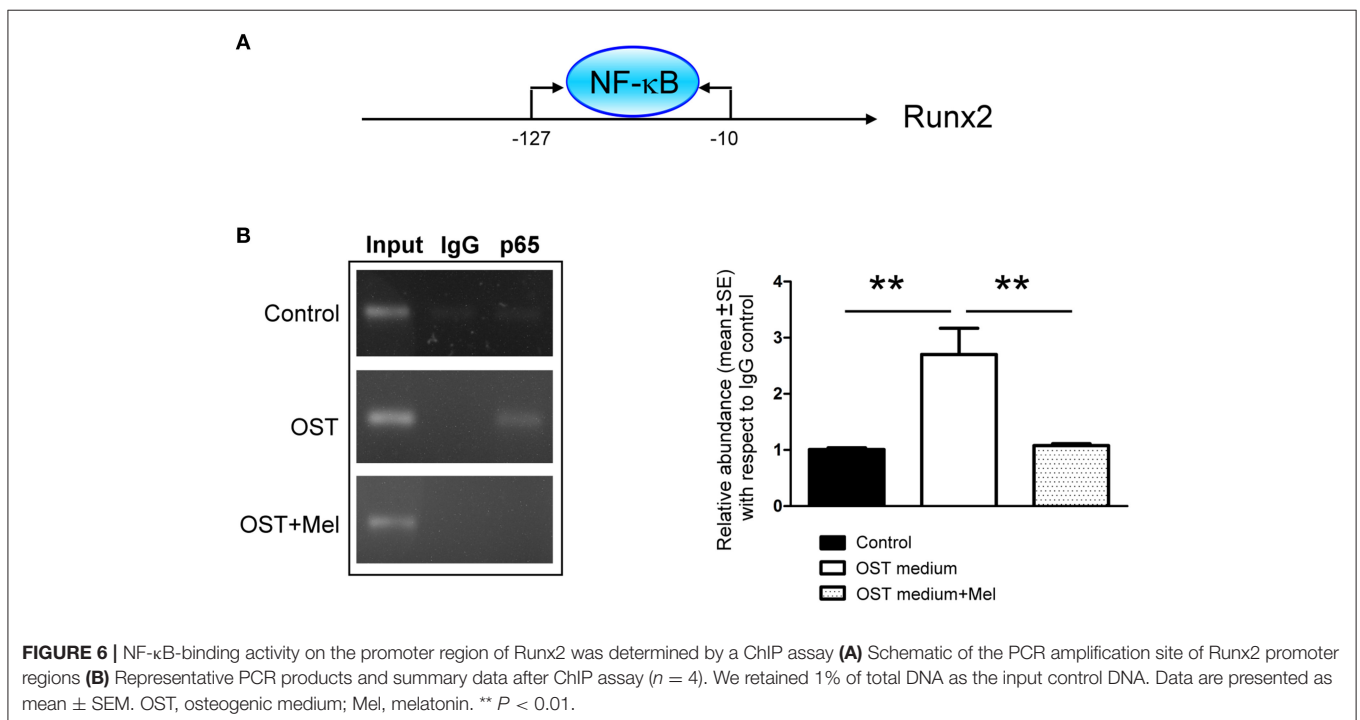 A
NF-κB
Runx2
-127
-10
B
Input IgG p65
Control
OST
OST+Mel
Relative abundance (mean±SE)
with respect to IgG control
4
3
2
1
0
**
**
Control
OST medium
OST medium+Mel
FIGURE 6 | NF-κB-binding activity on the promoter region of Runx2 was determined by a ChIP assay (A) Schematic of the PCR amplification site of Runx2 promoter
regions (B) Representative PCR products and summary data after ChIP assay (n = 4). We retained 1% of total DNA as the input control DNA. Data are presented as
mean ± SEM. OST, osteogenic medium; Mel, melatonin. ** P < 0.01.